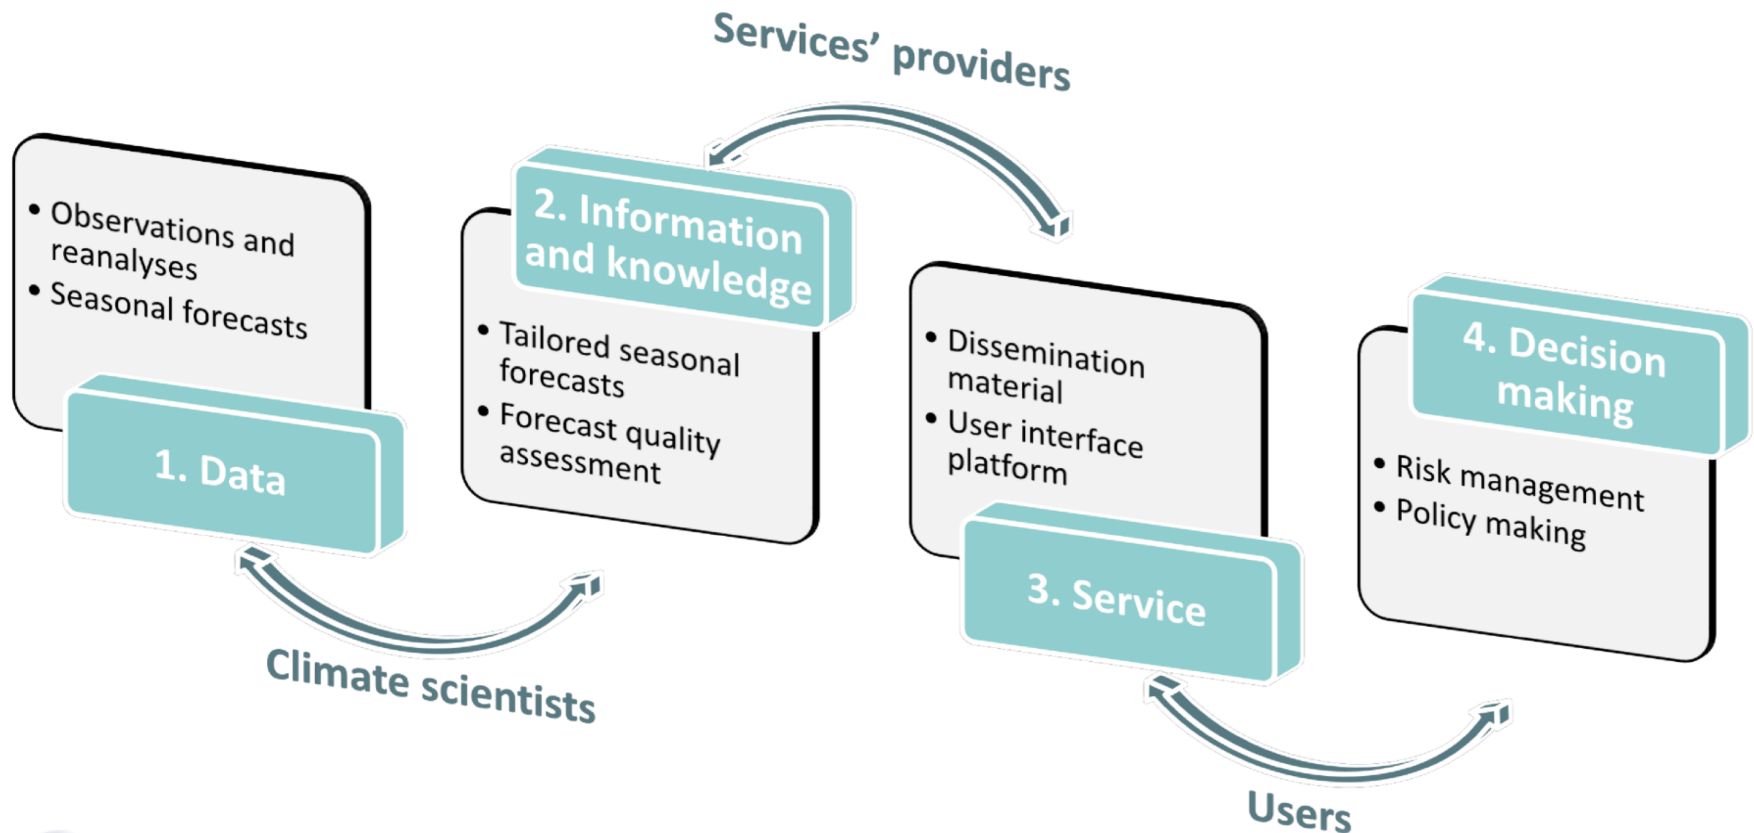 Services' providers
• Observations and
reanalyses
• Seasonal forecasts
1. Data
2. Information
and knowledge
• Tailored seasonal
forecasts
• Forecast quality
assessment
Climate scientists
• Dissemination
material
• User interface
platform
3. Service
4. Decision
making
• Risk management
• Policy making
Users